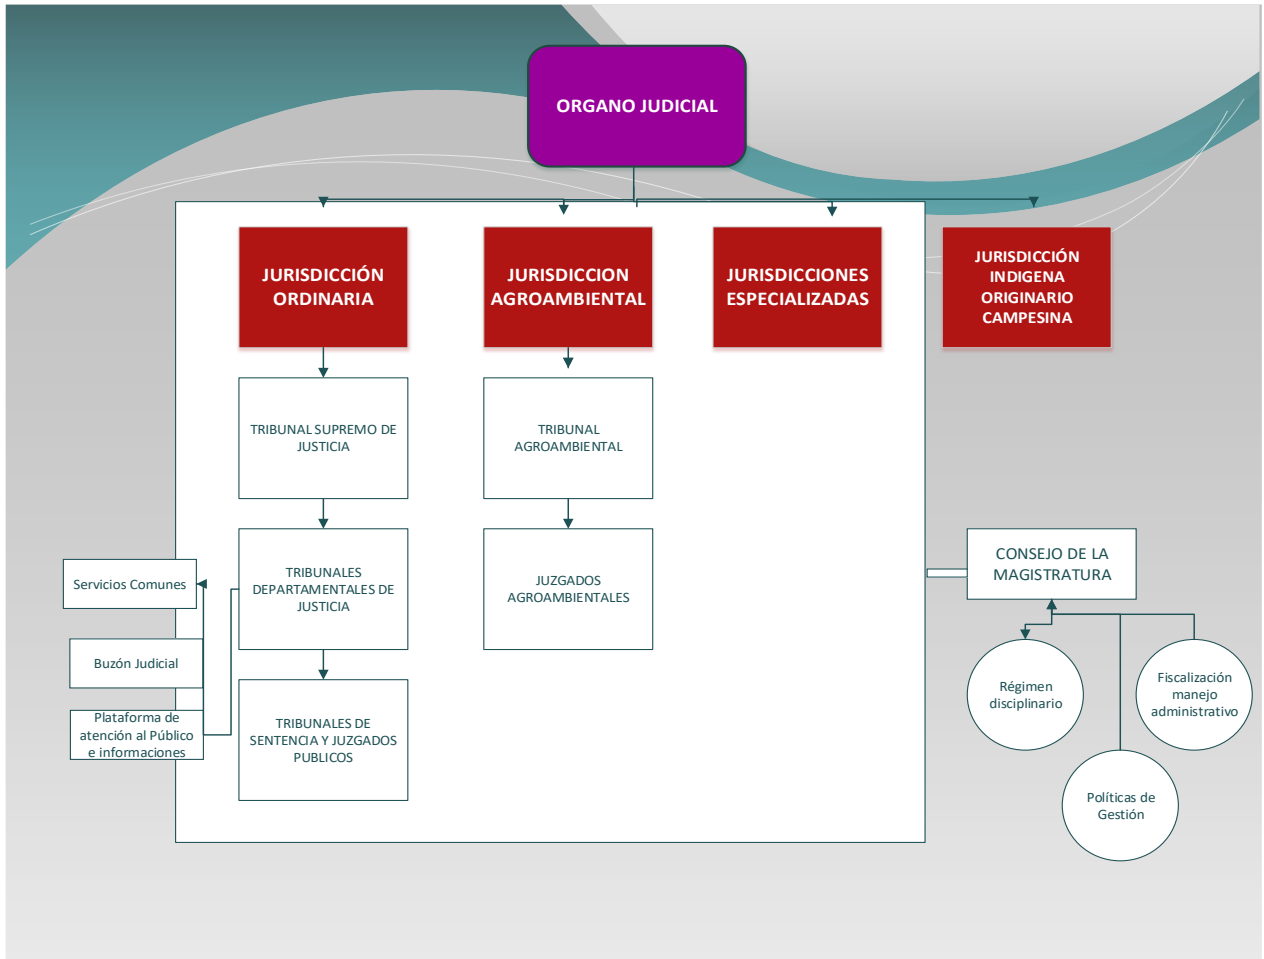 ORGANO JUDICIAL
JURISDICCIÓN
ORDINARIA
JURISDICCION
AGROAMBIENTAL
JURISDICCIONES
ESPECIALIZADAS
JURISDICCIÓN
INDIGENA
ORIGINARIO
CAMPESINA
TRIBUNAL SUPREMO DE
JUSTICIA
TRIBUNAL
AGROAMBIENTAL
TRIBUNALES
DEPARTAMENTALES DE
JUSTICIA
JUZGADOS
AGROAMBIENTALES
CONSEJO DE LA
MAGISTRATURA
Servicios Comunes
Buzón Judicial
Plataforma de
atención al Público
e informaciones
TRIBUNALES DE
SENTENCIA Y JUZGADOS
PUBLICOS
Régimen
disciplinario
Fiscalización
manejo
administrativo
Políticas de
Gestión